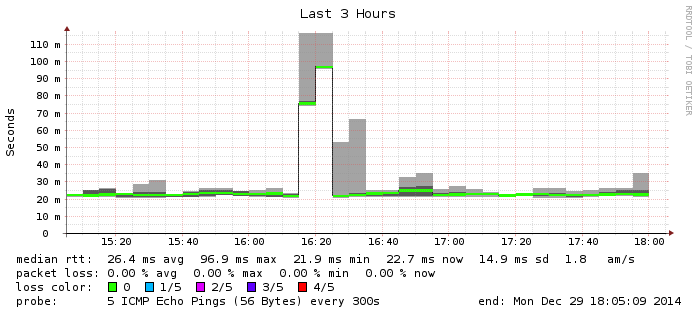 Last 3 Hours
RRDTOOL / TOBI OETIKER
Seconds
110 m
100 m
90 m
80 m
70 m
60 m
50 m
40 m
30 m
20 m
10 m
0
15:20 15:40 16:00 16:20 16:40 17:00 17:20 17:40 18:00
median rtt: 26.4 ms avg 96.9 ms max 21.9 ms min 22.7 ms now 14.9 ms sd 1.8 am/s
packet loss: 0.00 % avg 0.00 % max 0.00 % min 0.00 % now
loss color: 0 1/5 2/5 3/5 4/5
probe: 5 ICMP Echo Pings (56 Bytes) every 300s end: Mon Dec 29 18:05:09 2014